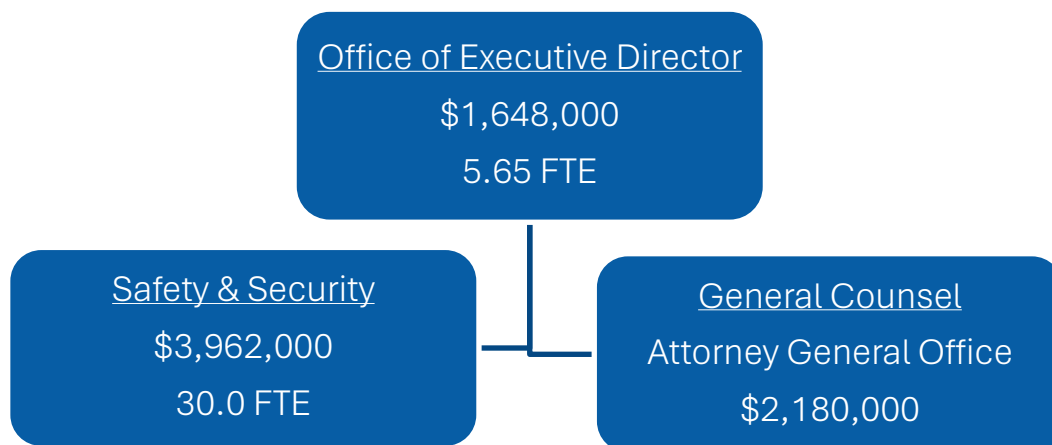 Office of Executive Director
$1,648,000
5.65 FTE
Safety & Security
$3,962,000
30.0 FTE
General Counsel
Attorney General Office
$2,180,000